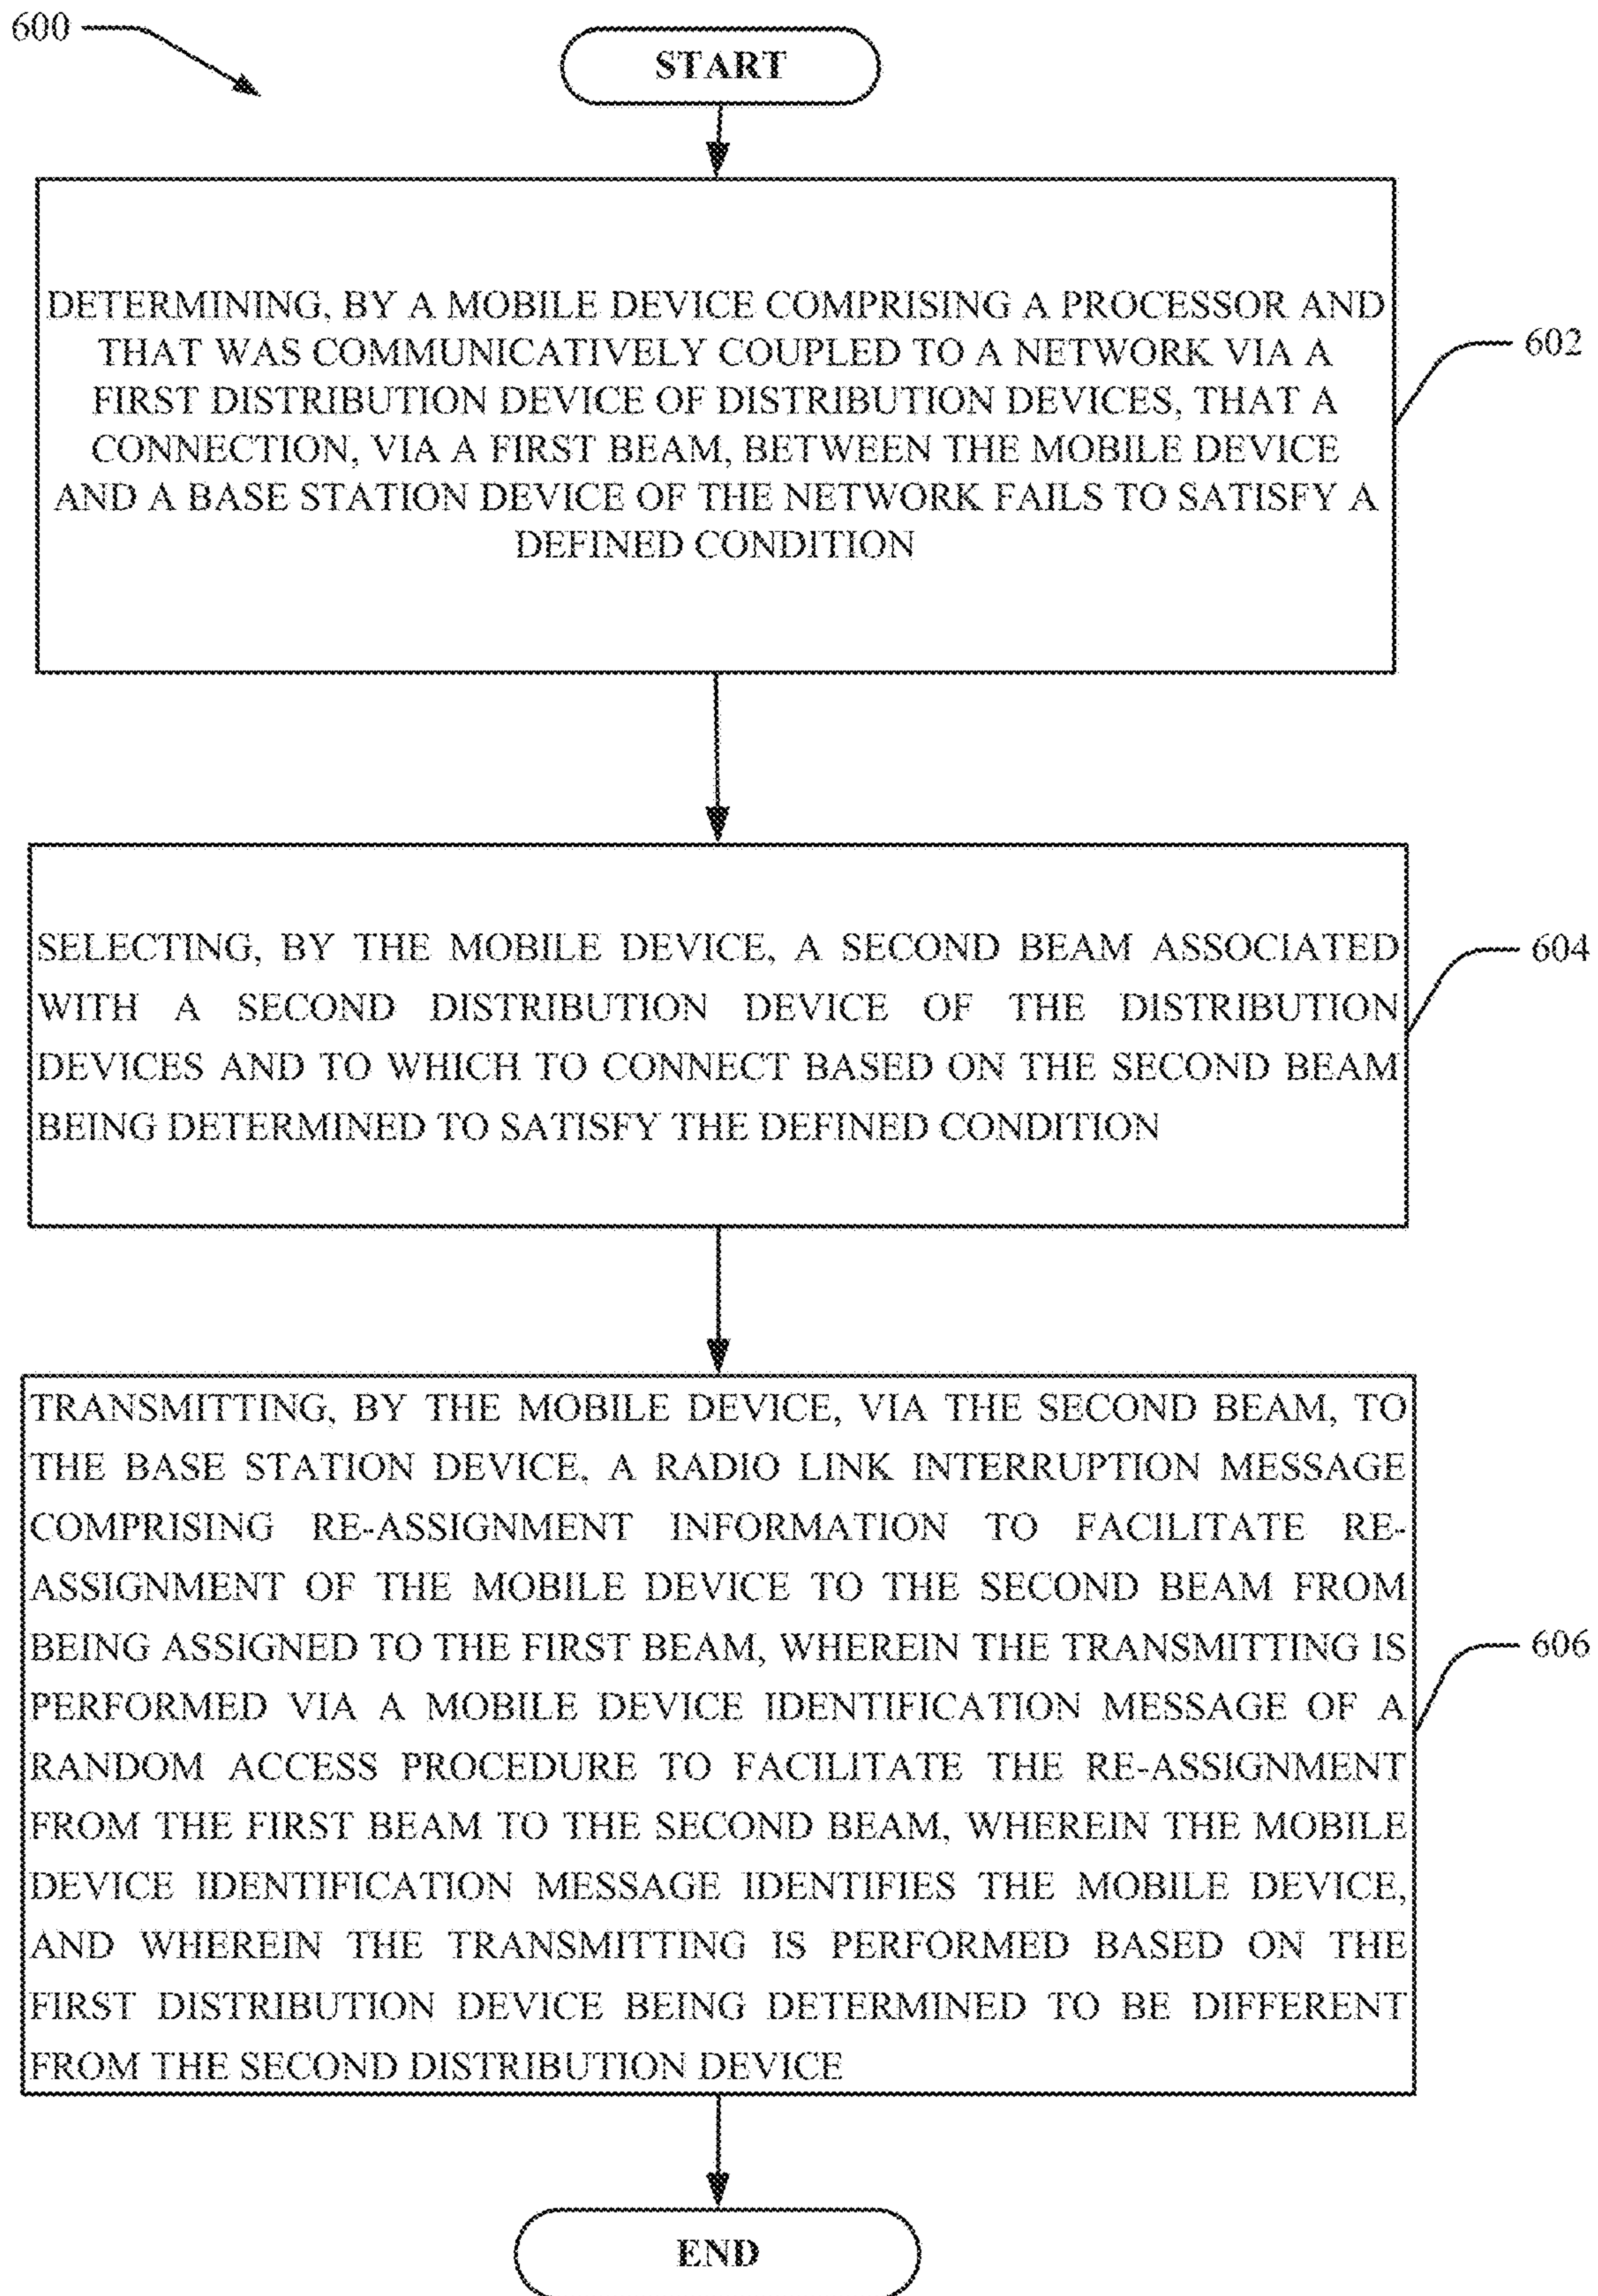 600
START
DETERMINING, BY A MOBILE DEVICE COMPRISING A PROCESSOR AND
THAT WAS COMMUNICATIVELY COUPLED TO A NETWORK VIA A
FIRST DISTRIBUTION DEVICE OF DISTRIBUTION DEVICES, THAT A
CONNECTION, VIA A FIRST BEAM, BETWEEN THE MOBILE DEVICE
AND A BASE STATION DEVICE OF THE NETWORK FAILS TO SATISFY A
DEFINED CONDITION
602
SELECTING, BY THE MOBILE DEVICE, A SECOND BEAM ASSOCIATED
WITH A SECOND DISTRIBUTION DEVICE OF THE DISTRIBUTION
DEVICES AND TO WHICH TO CONNECT BASED ON THE SECOND BEAM
BEING DETERMINED TO SATISFY THE DEFINED CONDITION
604
TRANSMITTING, BY THE MOBILE DEVICE, VIA THE SECOND BEAM, TO
THE BASE STATION DEVICE, A RADIO LINK INTERRUPTION MESSAGE
COMPRISING RE-ASSIGNMENT INFORMATION TO FACILITATE RE-
ASSIGNMENT OF THE MOBILE DEVICE TO THE SECOND BEAM FROM
BEING ASSIGNED TO THE FIRST BEAM, WHEREIN THE TRANSMITTING IS
PERFORMED VIA A MOBILE DEVICE IDENTIFICATION MESSAGE OF A
RANDOM ACCESS PROCEDURE TO FACILITATE THE RE-ASSIGNMENT
FROM THE FIRST BEAM TO THE SECOND BEAM, WHEREIN THE MOBILE
DEVICE IDENTIFICATION MESSAGE IDENTIFIES THE MOBILE DEVICE,
AND WHEREIN THE TRANSMITTING IS PERFORMED BASED ON THE
FIRST DISTRIBUTION DEVICE BEING DETERMINED TO BE DIFFERENT
FROM THE SECOND DISTRIBUTION DEVICE
606
END